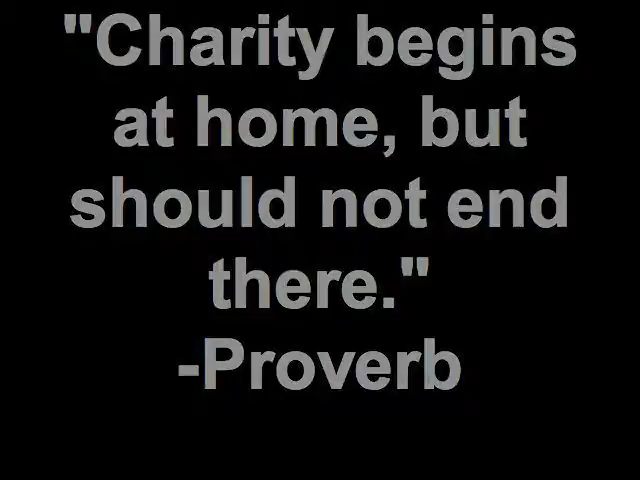 "Charity begins
at home, but
should not end
there."
-Proverb